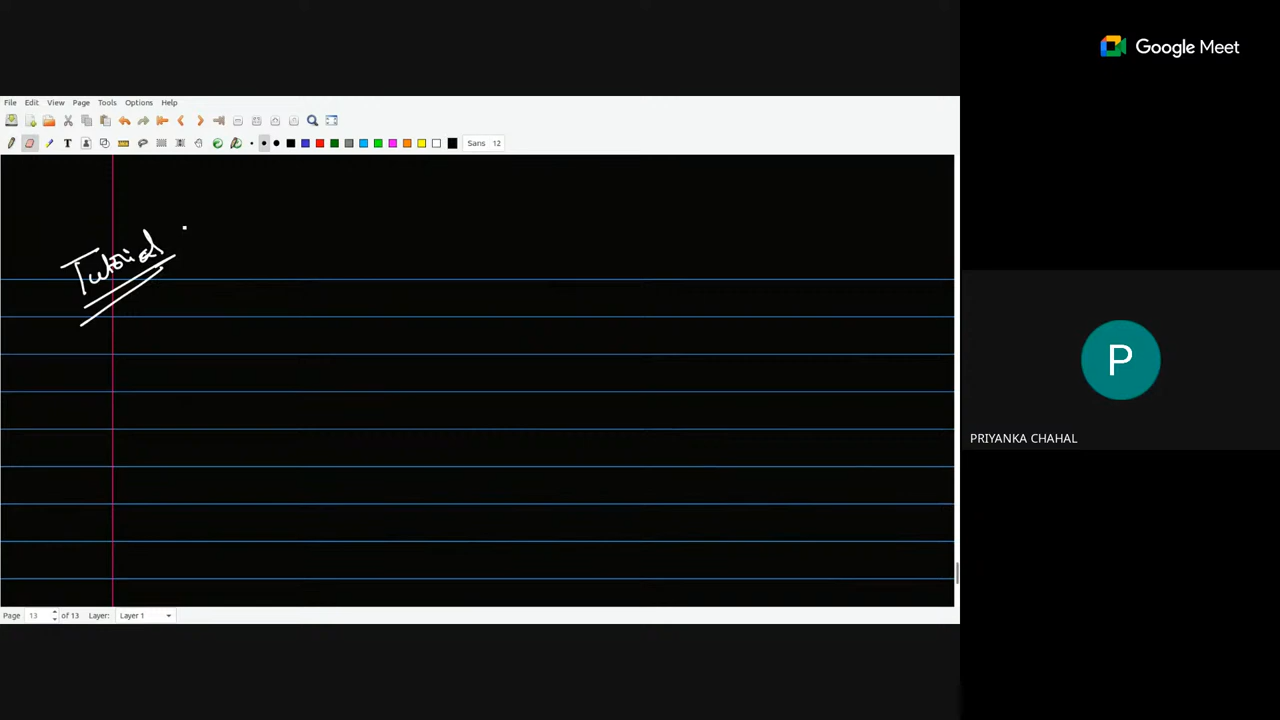 Google Meet
File Edit View Page Tools Options Help
Sans 12
Tutorial
P
PRIYANKA CHAHAL
Page 13 of 13 Layer: Layer 1